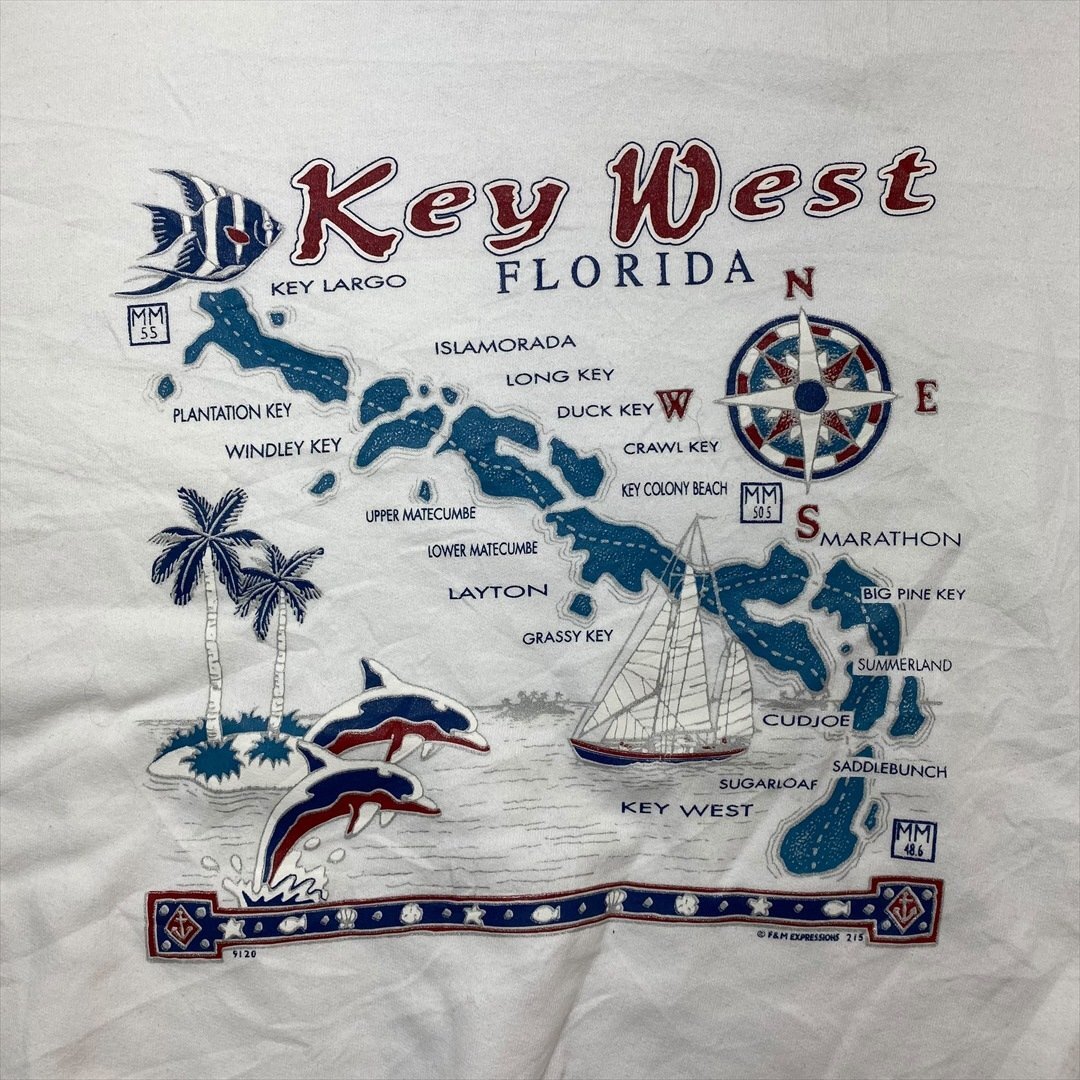 Key West
FLORIDA
KEY LARGO
N
MM
55
ISLAMORADA
LONG KEY
PLANTATION KEY
DUCK KEY
W
E
WINDLEY KEY
CRAWL KEY
KEY COLONY BEACH
MM
50.5
UPPER MATECUMBE
S
MARATHON
LOWER MATECUMBE
LAYTON
BIG PINE KEY
GRASSY KEY
SUMMERLAND
CUDJOE
SADDLEBUNCH
SUGARLOAF
KEY WEST
MM
48.6
9120
© F&M EXPRESSIONS 215